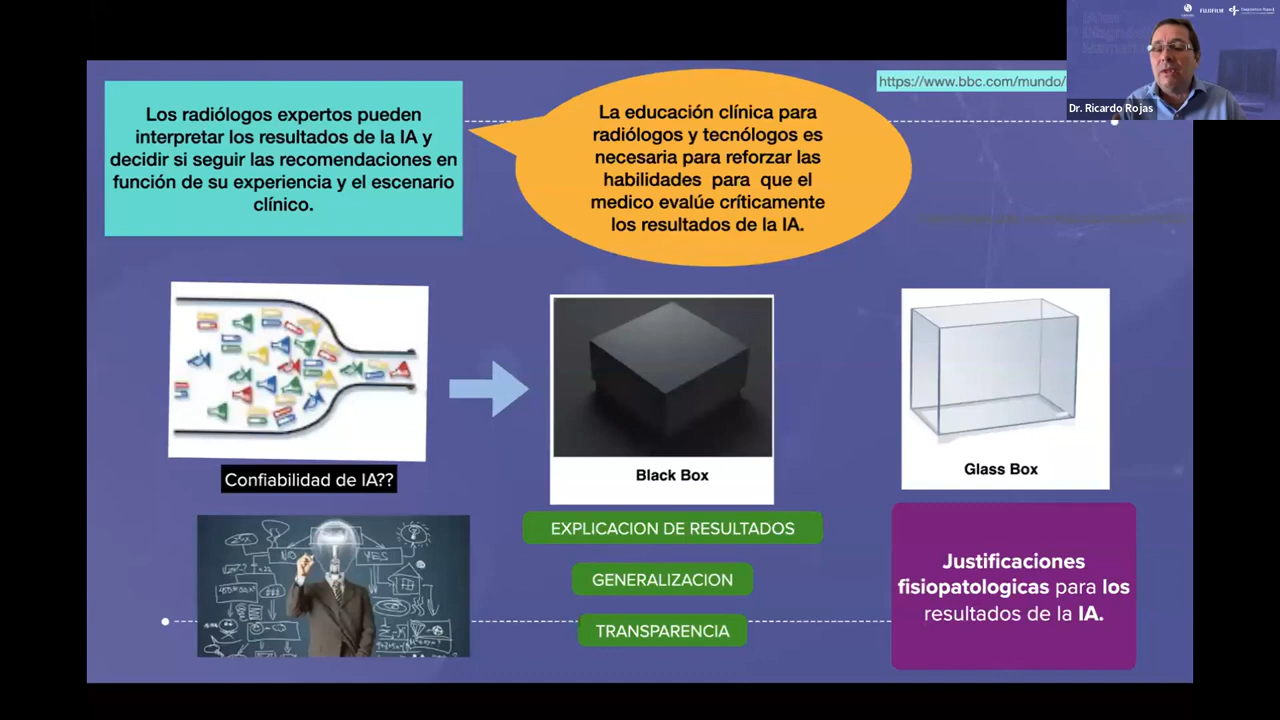 Los radiólogos expertos pueden
interpretar los resultados de la IA y
decidir si seguir las recomendaciones en
función de su experiencia y el escenario
clínico.
La educación clínica para
radiólogos y tecnólogos es
necesaria para reforzar las
habilidades para que el
medico evalúe críticamente
los resultados de la IA.
https://www.bbc.com/mundo/
FUJIFILM
Dr. Ricardo Rojas
Confiabilidad de IA??
Black Box
Glass Box
NO
YES
EXPLICACION DE RESULTADOS
GENERALIZACION
TRANSPARENCIA
Justificaciones
fisiopatologicas para los
resultados de la IA.